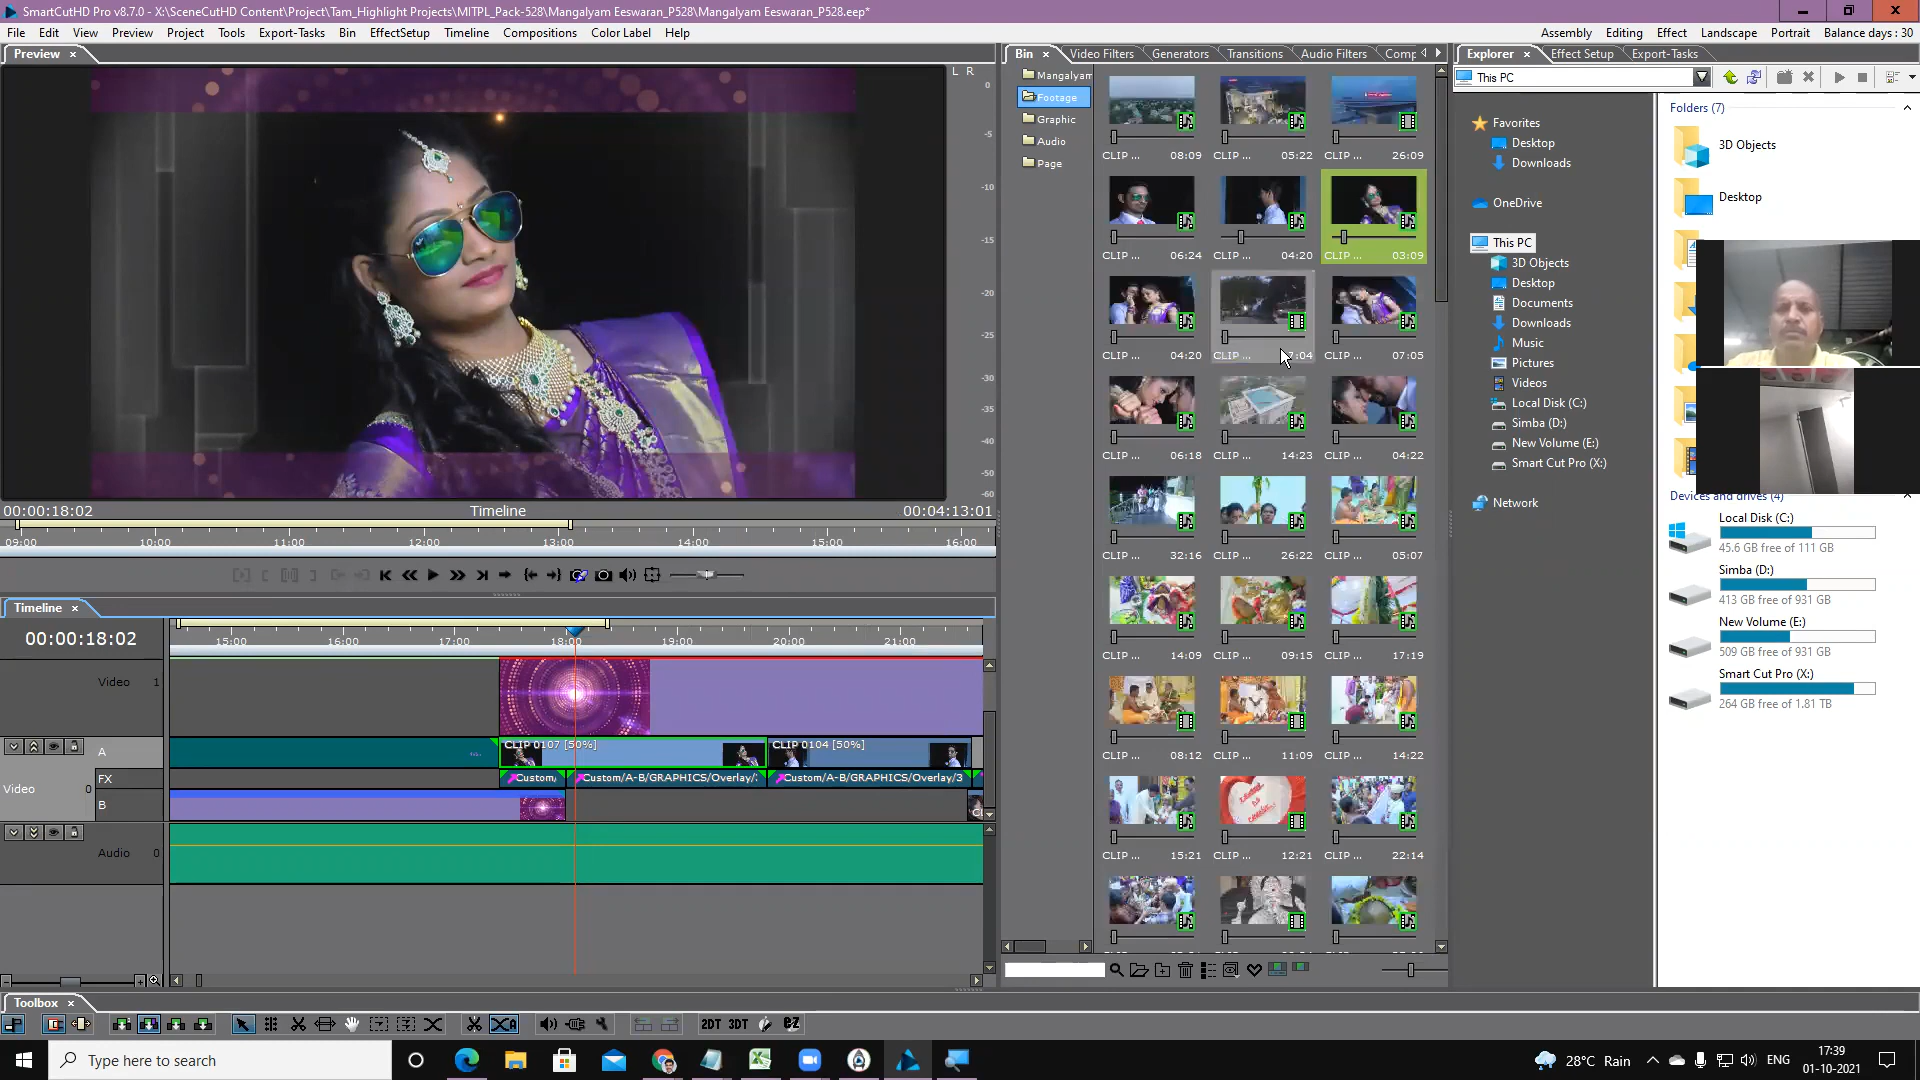 SmartCutHD Pro v8.7.0 - X:\SceneCutHD Content\Project\Tam_Highlight Projects\MITPL_Pack-528\Mangalyam Eeswaran_P528\Mangalyam Eeswaran_P528.eep*
File Edit View Preview Project Tools Export-Tasks Bin EffectSetup Timeline Compositions Color Label Help
Assembly Editing Effect Landscape Portrait Balance days : 30
Preview
L R
0
-5
-10
-15
-20
-25
-30
-35
-40
-50
-60
00:00:18:02 Timeline 00:04:13:01
09:00 10:00 11:00 12:00 13:00 14:00 15:00 16:00
Timeline
00:00:18:02
15:00 16:00 17:00 18:00 19:00 20:00 21:00
Video 1
A
CLIP 0107 [50%] CLIP 0104 [50%]
FX
Custom/ Custom/A-B/GRAPHICS/Overlay/ Custom/A-B/GRAPHICS/Overlay/3
Video 0
B
Audio 0
Bin Video Filters Generators Transitions Audio Filters Comp
Mangalyam
Footage
Graphic
Audio
Page
CLIP ... 08:09 CLIP ... 05:22 CLIP ... 26:09
CLIP ... 06:24 CLIP ... 04:20 CLIP ... 03:09
CLIP ... 04:20 CLIP ... 7:04 CLIP ... 07:05
CLIP ... 06:18 CLIP ... 14:23 CLIP ... 04:22
CLIP ... 32:16 CLIP ... 26:22 CLIP ... 05:07
CLIP ... 14:09 CLIP ... 09:15 CLIP ... 17:19
CLIP ... 08:12 CLIP ... 11:09 CLIP ... 14:22
CLIP ... 15:21 CLIP ... 12:21 CLIP ... 22:14
Explorer Effect Setup Export-Tasks
This PC
Favorites
Desktop
Downloads
OneDrive
This PC
3D Objects
Desktop
Documents
Downloads
Music
Pictures
Videos
Local Disk (C:)
Simba (D:)
New Volume (E:)
Smart Cut Pro (X:)
Network
Folders (7)
3D Objects
Desktop
Devices and drives (4)
Local Disk (C:)
45.6 GB free of 111 GB
Simba (D:)
413 GB free of 931 GB
New Volume (E:)
509 GB free of 931 GB
Smart Cut Pro (X:)
264 GB free of 1.81 TB
Toolbox
2DT 3DT
Type here to search
28°C Rain
ENG
17:39
01-10-2021